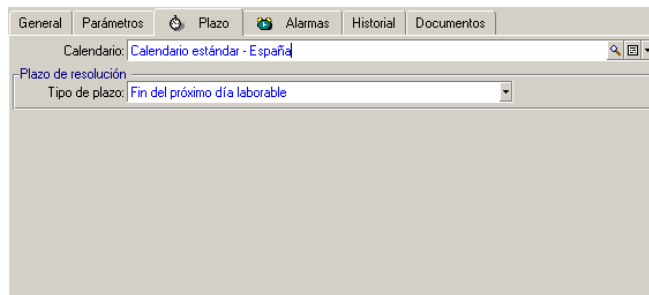 General Parámetros Plazo Alarmas Historial Documentos
Calendario: Calendario estándar - España
Plazo de resolución
Tipo de plazo: Fin del próximo día laborable